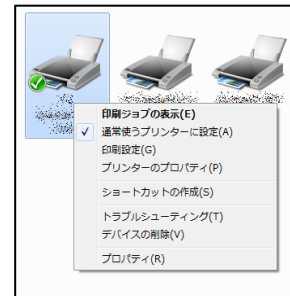 印刷ジョブの表示(E)
通常使うプリンターに設定(A)
印刷設定(G)
プリンターのプロパティ(P)
ショートカットの作成(S)
トラブルシューティング(T)
デバイスの削除(V)
プロパティ(R)